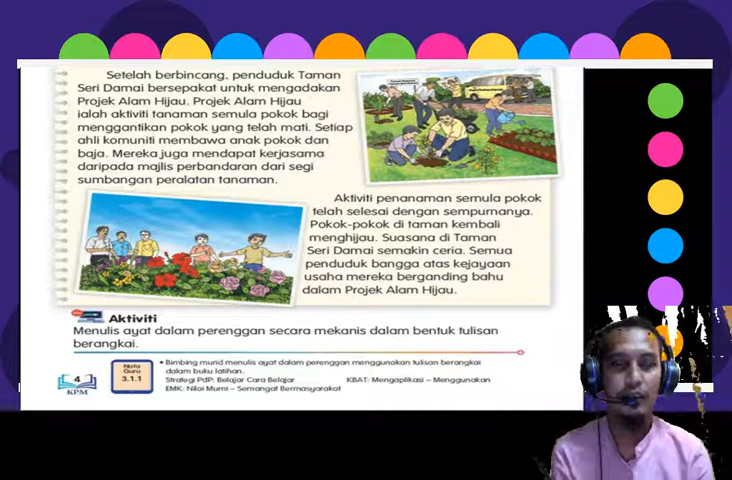 Setelah berbincang, penduduk Taman
Seri Damai bersepakat untuk mengadakan
Projek Alam Hijau. Projek Alam Hijau
ialah aktiviti tanaman semula pokok bagi
menggantikan pokok yang telah mati. Setiap
ahli komuniti membawa anak pokok dan
baja. Mereka juga mendapat kerjasama
daripada majlis perbandaran dari segi
sumbangan peralatan tanaman.
Aktiviti penanaman semula pokok
telah selesai dengan sempurnanya.
Pokok-pokok di taman kembali
menghijau. Suasana di Taman
Seri Damai semakin ceria. Semua
penduduk bangga atas kejayaan
usaha mereka berganding bahu
dalam Projek Alam Hijau.
Aktiviti
Menulis ayat dalam perenggan secara mekanis dalam bentuk tulisan
berangkai.
Nota
Guru
3.1.1
• Bimbing murid menulis ayat dalam perenggan menggunakan tulisan berangkai
dalam buku latihan.
Strategi PdP: Belajar Cara Belajar KBAT: Mengaplikasi – Menggunakan
EMK: Nilai Murni – Semangat Bermasyarakat
4
KPM